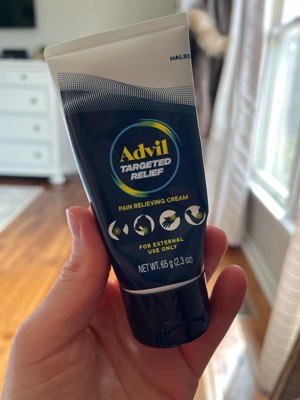 HALEO
Advil
TARGETED
RELIEF
PAIN RELIEVING CREAM
FOR EXTERNAL
USE ONLY
NET WT. 65 g (2.3 oz)